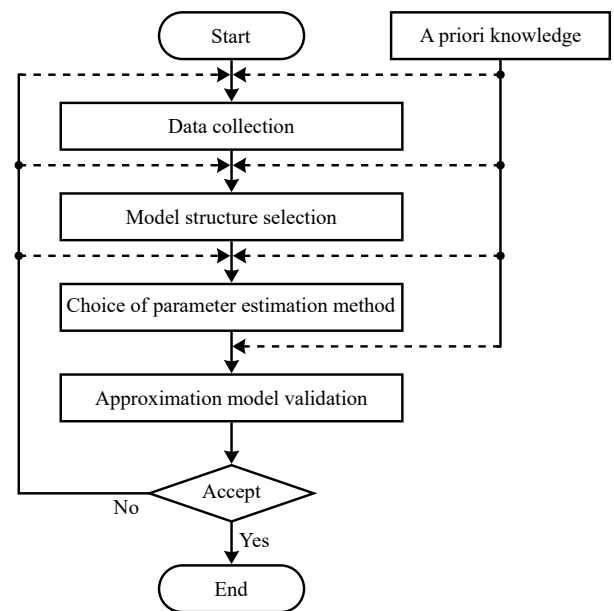 Start
A priori knowledge
Data collection
Model structure selection
Choice of parameter estimation method
Approximation model validation
Accept
No
Yes
End